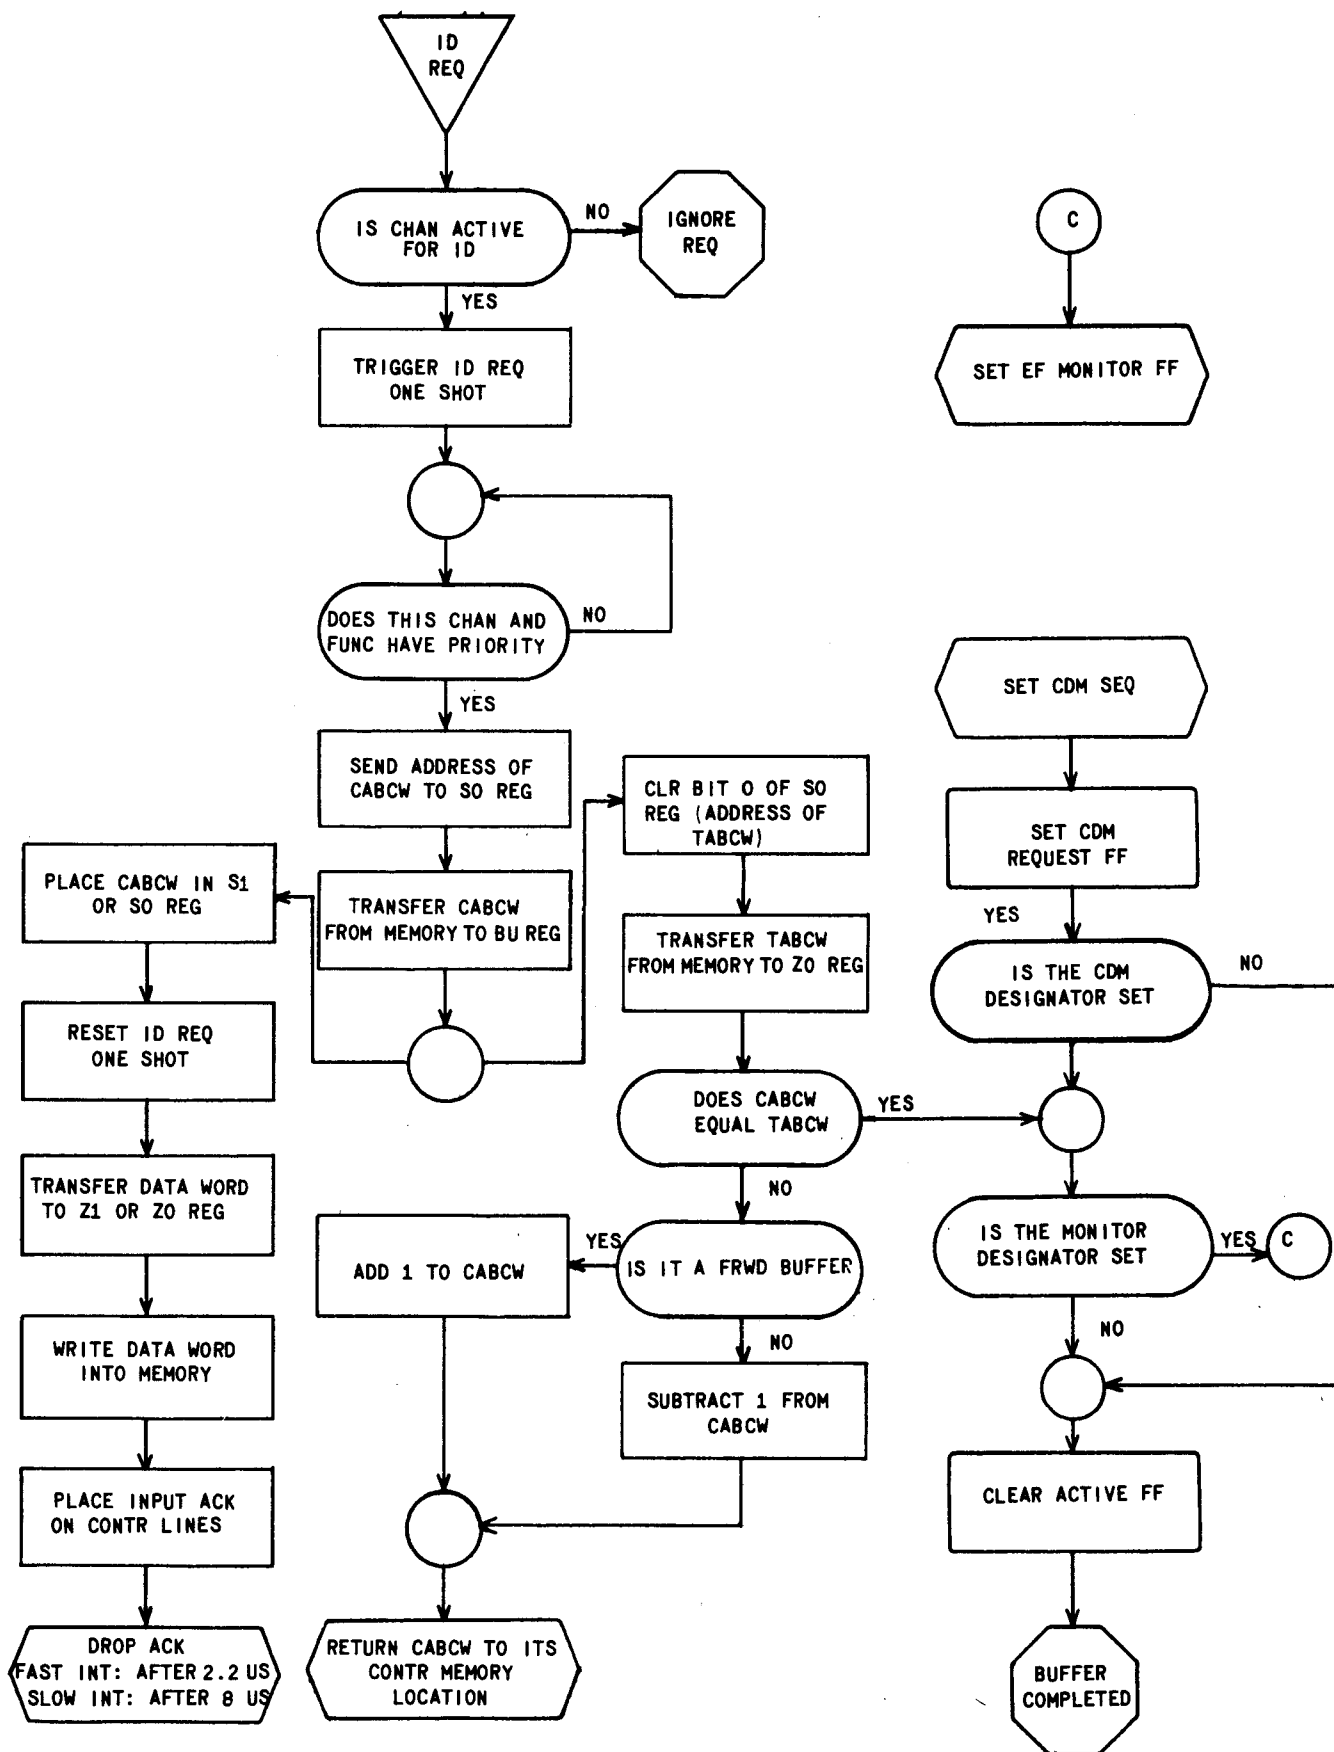 ID
REQ
IS CHAN ACTIVE
FOR ID
NO
IGNORE
REQ
YES
TRIGGER ID REQ
ONE SHOT
DOES THIS CHAN AND
FUNC HAVE PRIORITY
NO
YES
SEND ADDRESS OF
CABCW TO SO REG
TRANSFER CABCW
FROM MEMORY TO BU REG
PLACE CABCW IN S1
OR SO REG
RESET ID REQ
ONE SHOT
TRANSFER DATA WORD
TO Z1 OR ZO REG
WRITE DATA WORD
INTO MEMORY
PLACE INPUT ACK
ON CONTR LINES
DROP ACK
FAST INT: AFTER 2.2 US
SLOW INT: AFTER 8 US
CLR BIT O OF SO
REG (ADDRESS OF
TABCW)
TRANSFER TABCW
FROM MEMORY TO ZO REG
DOES CABCW
EQUAL TABCW
YES
NO
IS IT A FRWD BUFFER
YES
ADD 1 TO CABCW
NO
SUBTRACT 1 FROM
CABCW
RETURN CABCW TO ITS
CONTR MEMORY
LOCATION
C
SET EF MONITOR FF
SET CDM SEQ
SET CDM
REQUEST FF
YES
IS THE CDM
DESIGNATOR SET
NO
IS THE MONITOR
DESIGNATOR SET
YES
C
NO
CLEAR ACTIVE FF
BUFFER
COMPLETED